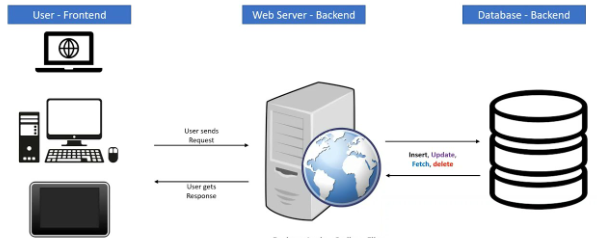 User - Frontend
Web Server - Backend
Database - Backend
User sends
Request
User gets
Response
Insert, Update,
Fetch, delete